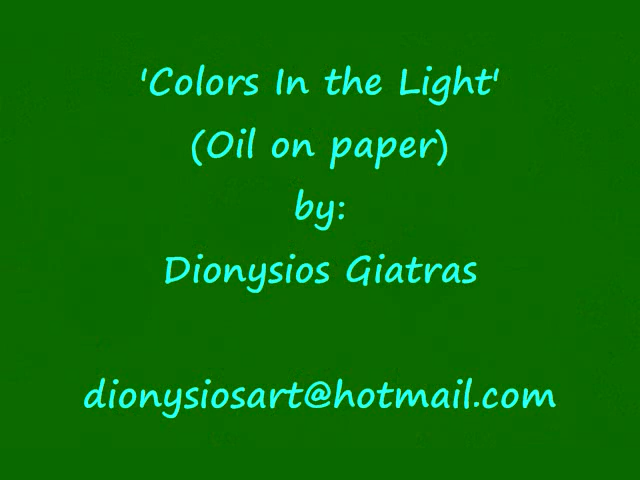 'Colors In the Light'
(Oil on paper)
by:
Dionysios Giatras
dionysiosart@hotmail.com